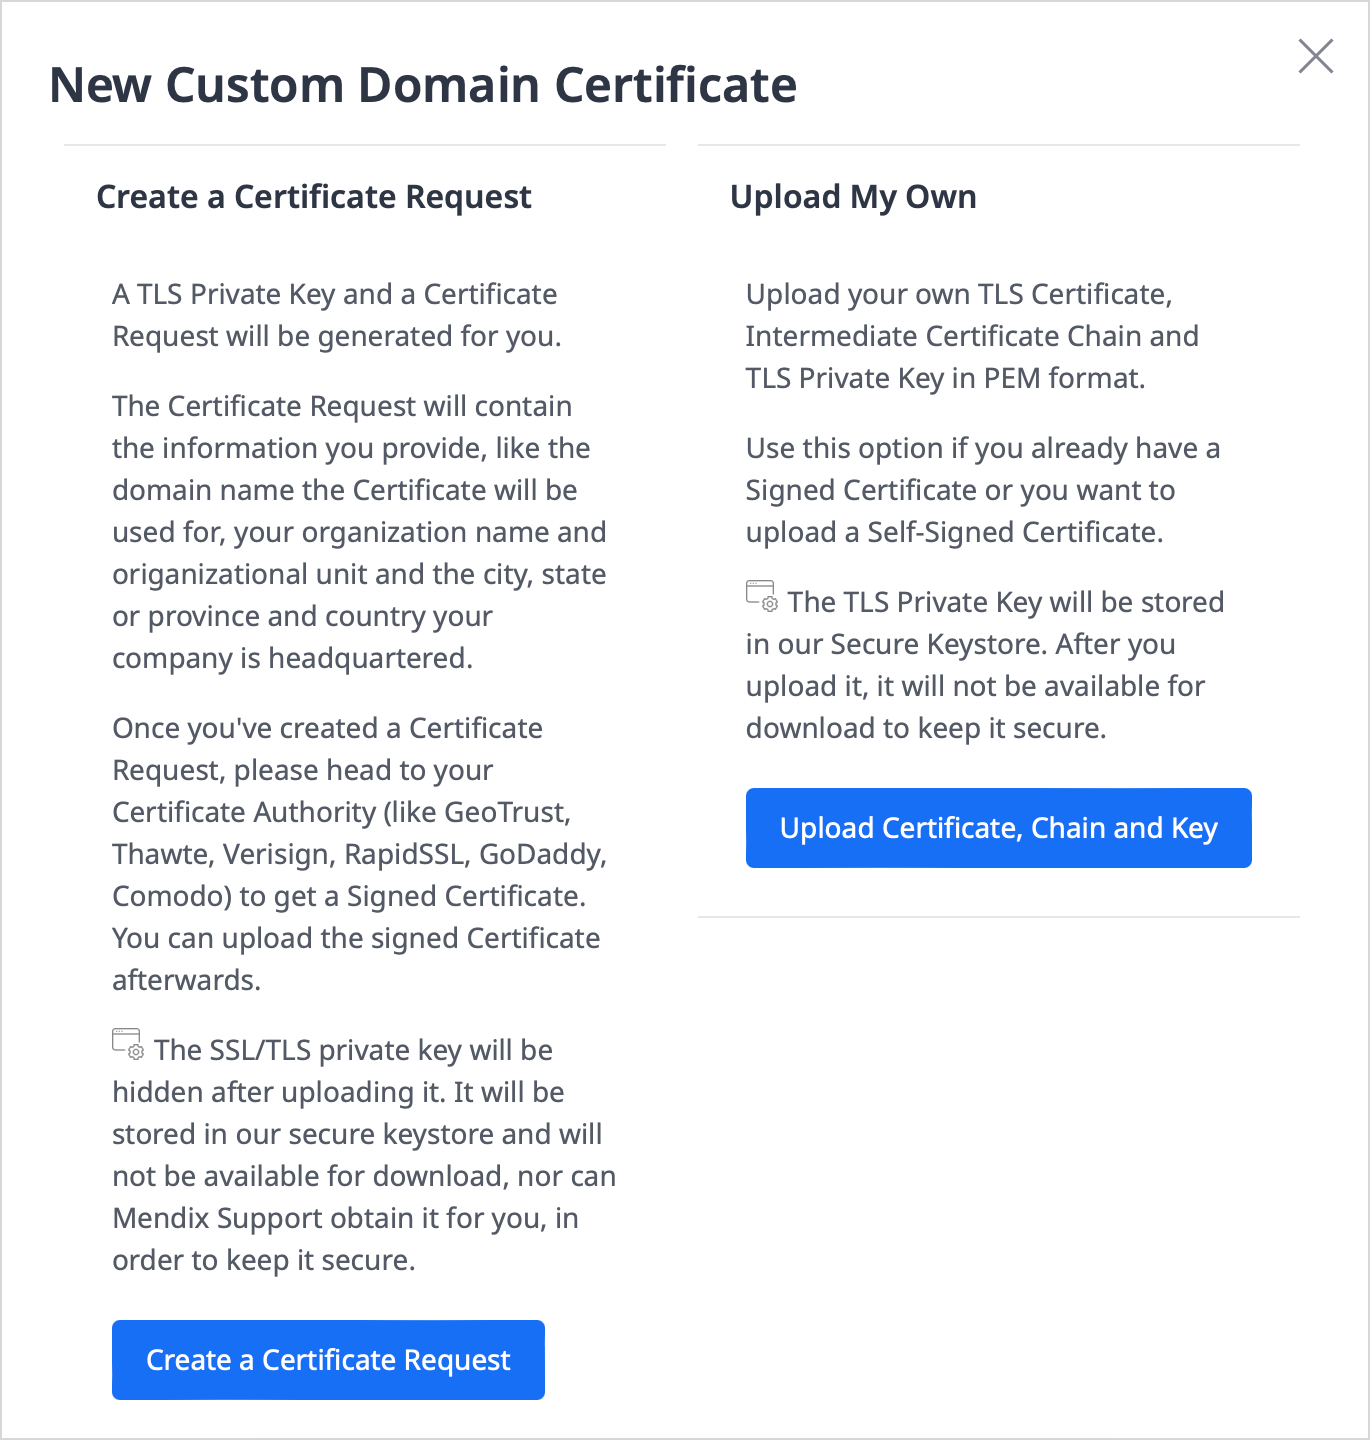 New Custom Domain Certificate
Create a Certificate Request
A TLS Private Key and a Certificate
Request will be generated for you.
The Certificate Request will contain
the information you provide, like the
domain name the Certificate will be
used for, your organization name and
origanizational unit and the city, state
or province and country your
company is headquartered.
Once you've created a Certificate
Request, please head to your
Certificate Authority (like GeoTrust,
Thawte, Verisign, RapidSSL, GoDaddy,
Comodo) to get a Signed Certificate.
You can upload the signed Certificate
afterwards.
The SSL/TLS private key will be
hidden after uploading it. It will be
stored in our secure keystore and will
not be available for download, nor can
Mendix Support obtain it for you, in
order to keep it secure.
Create a Certificate Request
Upload My Own
Upload your own TLS Certificate,
Intermediate Certificate Chain and
TLS Private Key in PEM format.
Use this option if you already have a
Signed Certificate or you want to
upload a Self-Signed Certificate.
The TLS Private Key will be stored
in our Secure Keystore. After you
upload it, it will not be available for
download to keep it secure.
Upload Certificate, Chain and Key